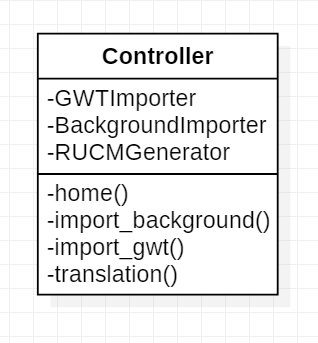 Controller
-GWTImporter
-BackgroundImporter
-RUCMGenerator
-home()
-import_background()
-import_gwt()
-translation()